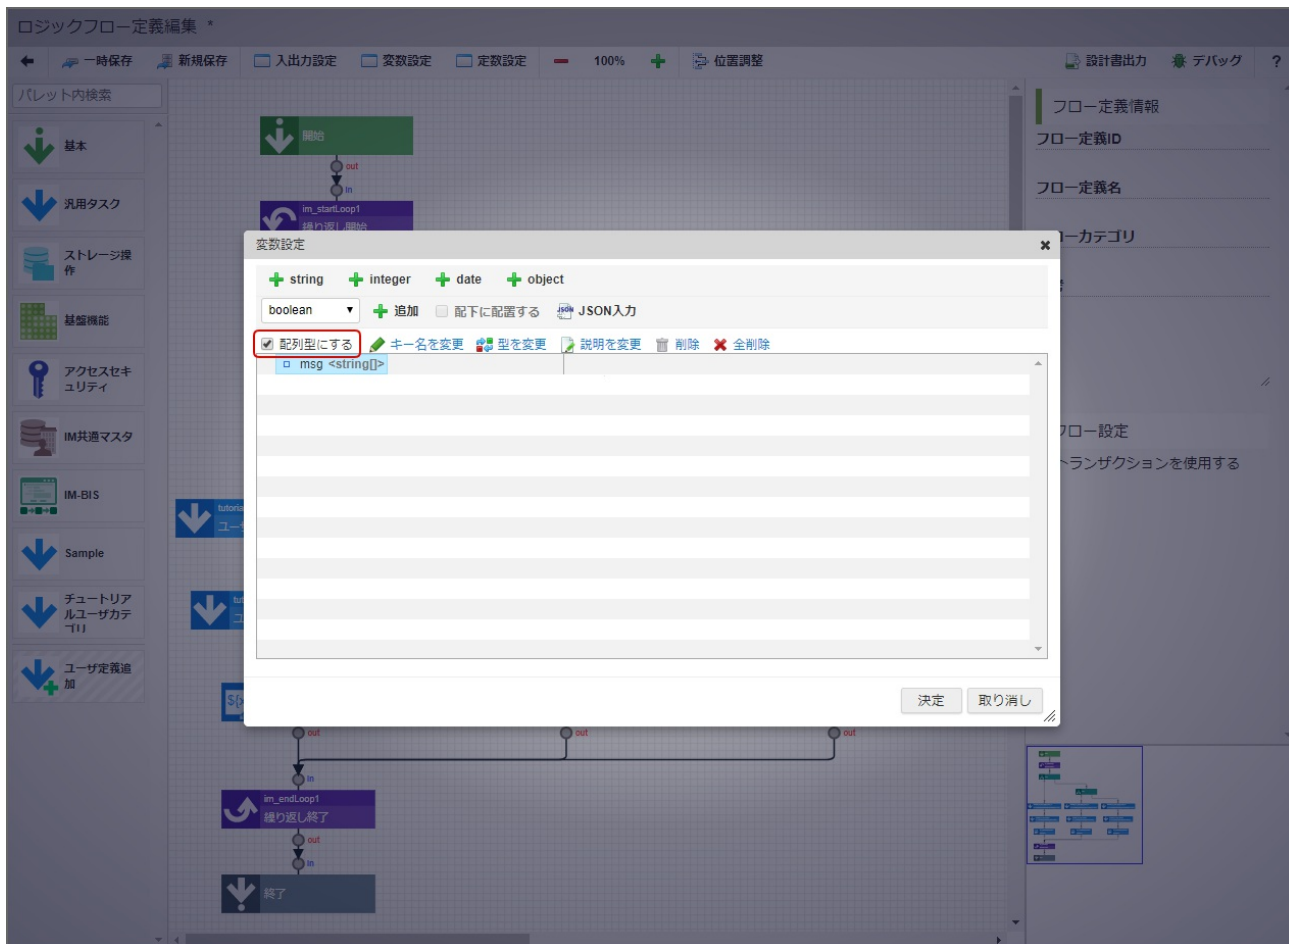 ロジックフロー定義編集 *
一時保存 新規保存 入出力設定 変数設定 定数設定 100% 位置調整 設計書出力 デバッグ ?
パレット内検索
基本
汎用タスク
ストレージ操
作
基盤機能
アクセスセキ
ュリティ
IM共通マスタ
IM-BIS
Sample
チュートリア
ルユーザカテ
ゴリ
ユーザ定義追
加
開始
out
in
im_startLoop1
繰り返し開始
変数設定
string integer date object
boolean 追加 配下に配置する JSON入力
配列型にする キー名を変更 型を変更 説明を変更 削除 全削除
msg <string[]>
決定 取り消し
out out out
in
im_endLoop1
繰り返し終了
out
in
終了
フロー定義情報
フロー定義ID
フロー定義名
ーカテゴリ
フロー設定
トランザクションを使用する